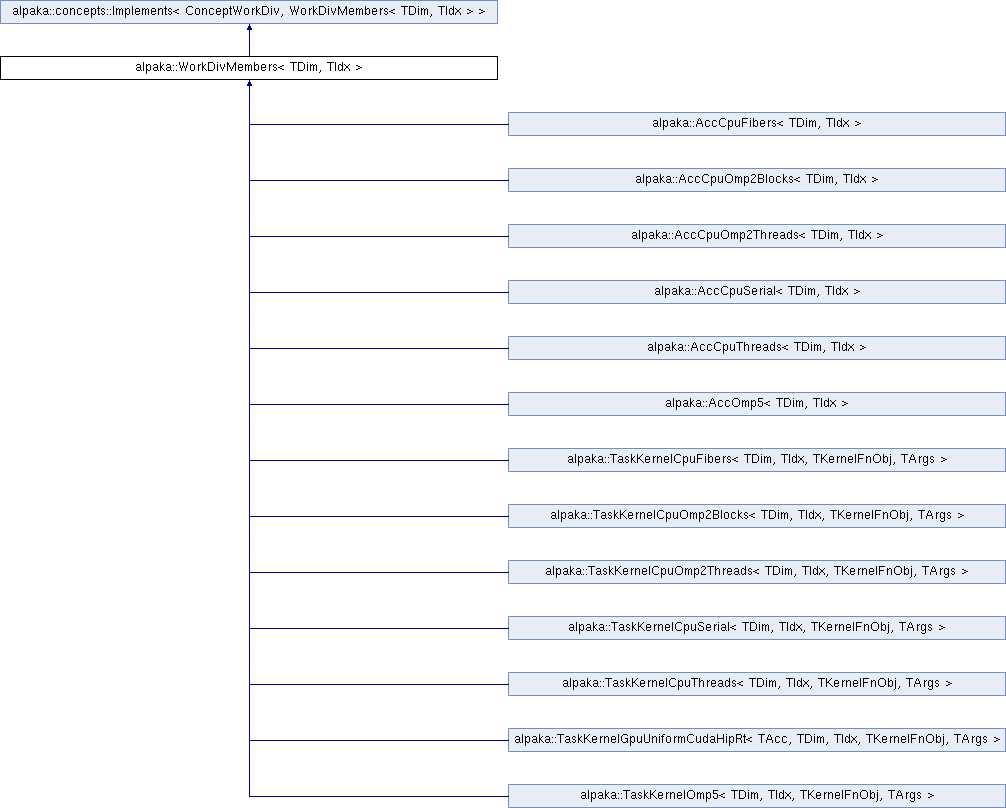 alpaka::concepts::Implements< ConceptWorkDiv, WorkDivMembers< TDim, TIdx > >
alpaka::WorkDivMembers< TDim, TIdx >
alpaka::AccCpuFibers< TDim, TIdx >
alpaka::AccCpuOmp2Blocks< TDim, TIdx >
alpaka::AccCpuOmp2Threads< TDim, TIdx >
alpaka::AccCpuSerial< TDim, TIdx >
alpaka::AccCpuThreads< TDim, TIdx >
alpaka::AccOmp5< TDim, TIdx >
alpaka::TaskKernelCpuFibers< TDim, TIdx, TKernelFnObj, TArgs >
alpaka::TaskKernelCpuOmp2Blocks< TDim, TIdx, TKernelFnObj, TArgs >
alpaka::TaskKernelCpuOmp2Threads< TDim, TIdx, TKernelFnObj, TArgs >
alpaka::TaskKernelCpuSerial< TDim, TIdx, TKernelFnObj, TArgs >
alpaka::TaskKernelCpuThreads< TDim, TIdx, TKernelFnObj, TArgs >
alpaka::TaskKernelGpuUniformCudaHipRt< TAcc, TDim, TIdx, TKernelFnObj, TArgs >
alpaka::TaskKernelOmp5< TDim, TIdx, TKernelFnObj, TArgs >